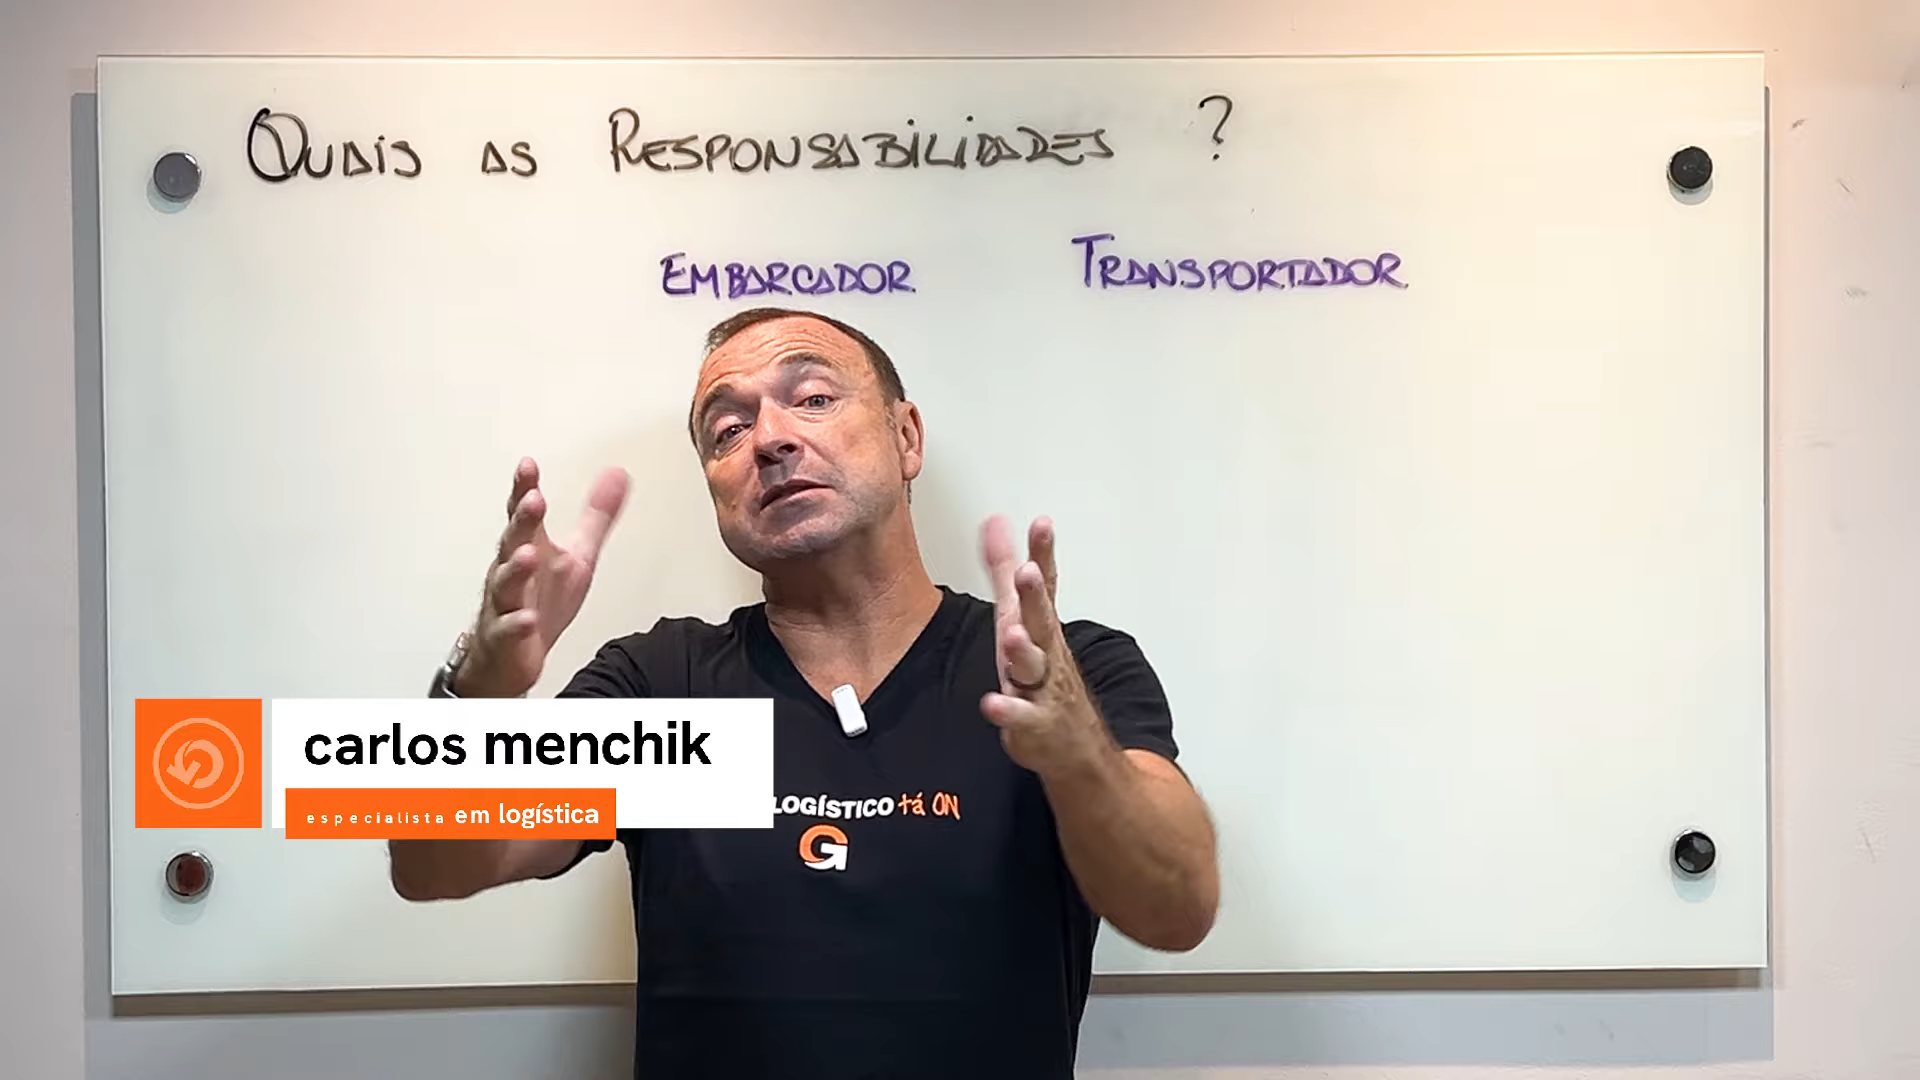 QUAIS AS RESPONSABILIDADES ?
EMBARCADOR TRANSPORTADOR
carlos menchik
especialista em logística
LOGÍSTICO tá ON
G